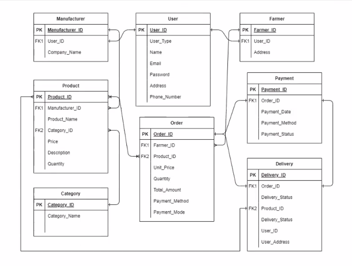 Manufacturer
PK Manufacturer_ID
FK1 User_ID
Company_Name
User
PK User_ID
User_Type
Name
Email
Password
Address
Phone_Number
Farmer
PK Farmer_ID
FK1 User_ID
Address
Product
PK Product_ID
FK1 Manufacturer_ID
Product_Name
FK2 Category_ID
Price
Description
Quantity
Category
PK Category_ID
Category_Name
Order
PK Order_ID
FK1 Farmer_ID
FK2 Product_ID
Unit_Price
Quantity
Total_Amount
Payment_Method
Payment_Mode
Payment
PK Payment_ID
FK1 Order_ID
Payment_Date
Payment_Method
Payment_Status
Delivery
PK Delivery_ID
FK1 Order_ID
Delivery_Status
FK2 Product_ID
Delivery_Status
User_ID
User_Address